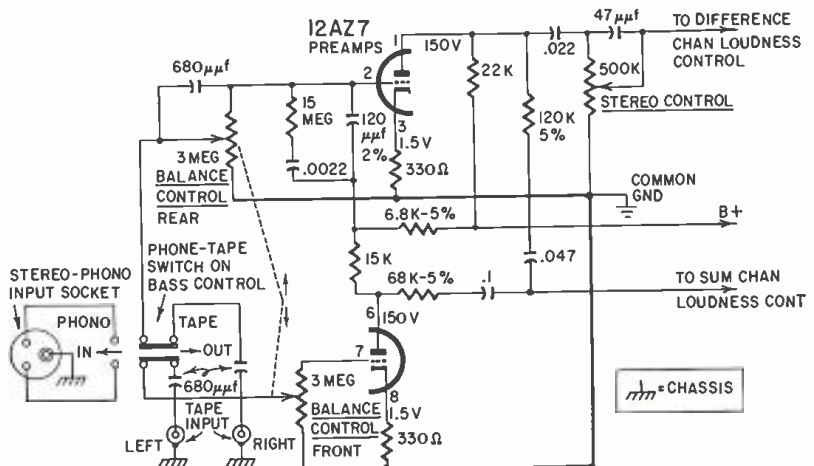 12AZ7
PREAMPS
1
150V
2
3
1.5V
330Ω
680μμf
15
MEG
120
μμf
2%
.0022
3 MEG
BALANCE
CONTROL
REAR
22K
.022
47μμf
500K
STEREO CONTROL
120K
5%
TO DIFFERENCE
CHAN LOUDNESS
CONTROL
COMMON
GND
6.8K-5%
B+
15K
68K-5%
.1
.047
TO SUM CHAN
LOUDNESS CONT
PHONE-TAPE
SWITCH ON
BASS CONTROL
STEREO-PHONO
INPUT SOCKET
PHONO
TAPE
IN
OUT
680μμf
TAPE
INPUT
LEFT
RIGHT
6
150V
7
8
1.5V
330Ω
3 MEG
BALANCE
CONTROL
FRONT
=CHASSIS